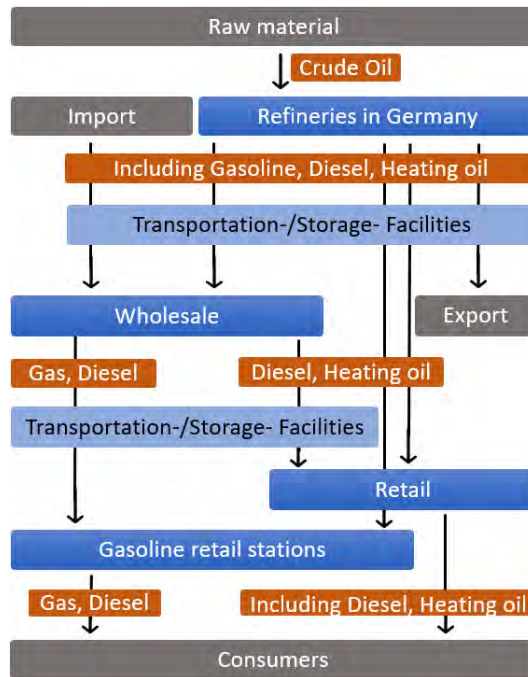 Raw material
Crude Oil
Import
Refineries in Germany
Including Gasoline, Diesel, Heating oil
Transportation-/Storage- Facilities
Wholesale
Export
Gas, Diesel
Diesel, Heating oil
Transportation-/Storage- Facilities
Retail
Gasoline retail stations
Gas, Diesel
Including Diesel, Heating oil
Consumers